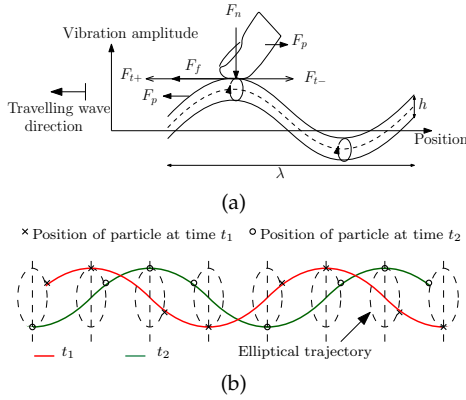 F_n
Vibration amplitude
F_p
F_{t+}
F_f
F_{t-}
F_p
Travelling wave
direction
h
Position
λ
(a)
× Position of particle at time t_1
○ Position of particle at time t_2
t_1
t_2
Elliptical trajectory
(b)